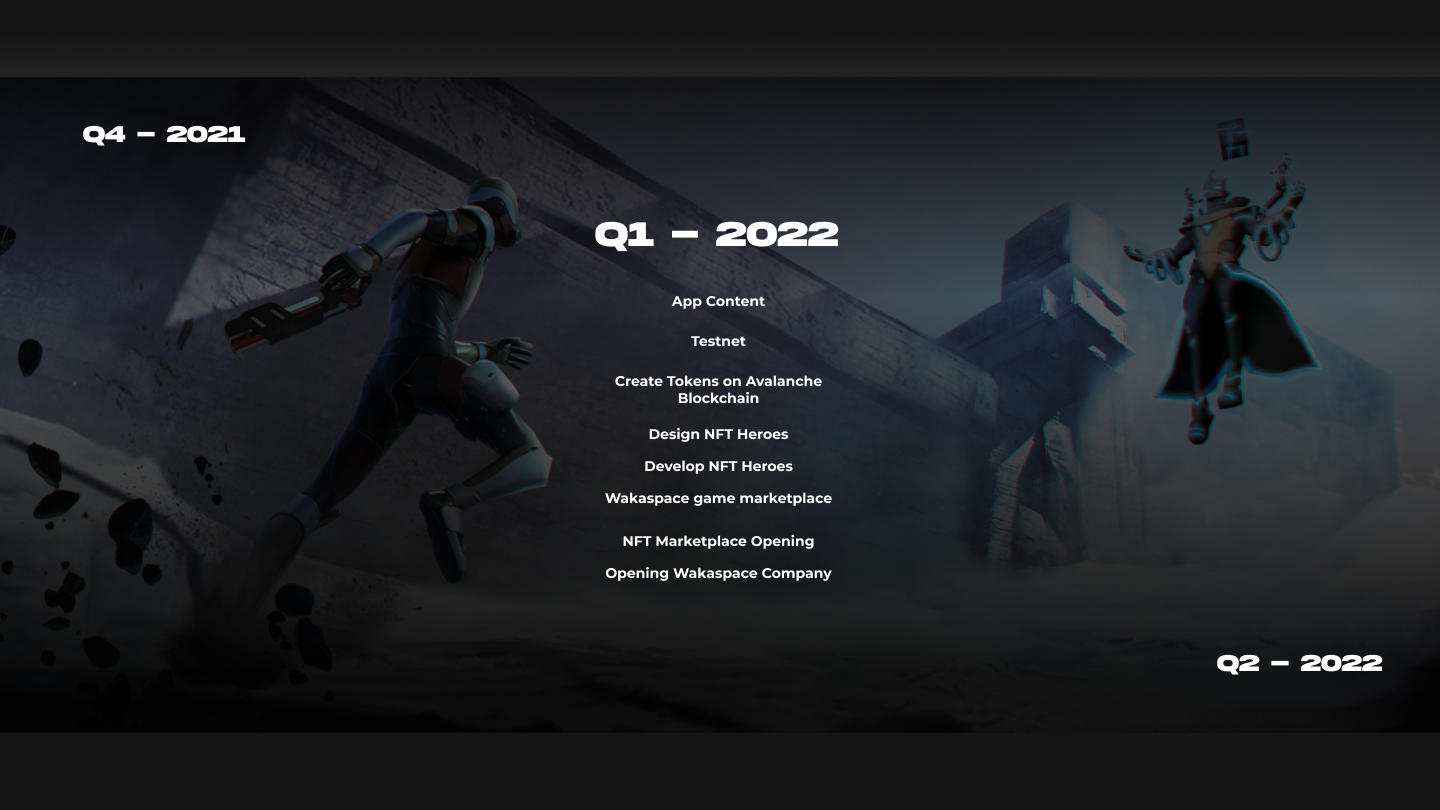 Q4 - 2021
Q1 - 2022
App Content
Testnet
Create Tokens on Avalanche
Blockchain
Design NFT Heroes
Develop NFT Heroes
Wakaspace game marketplace
NFT Marketplace Opening
Opening Wakaspace Company
Q2 - 2022